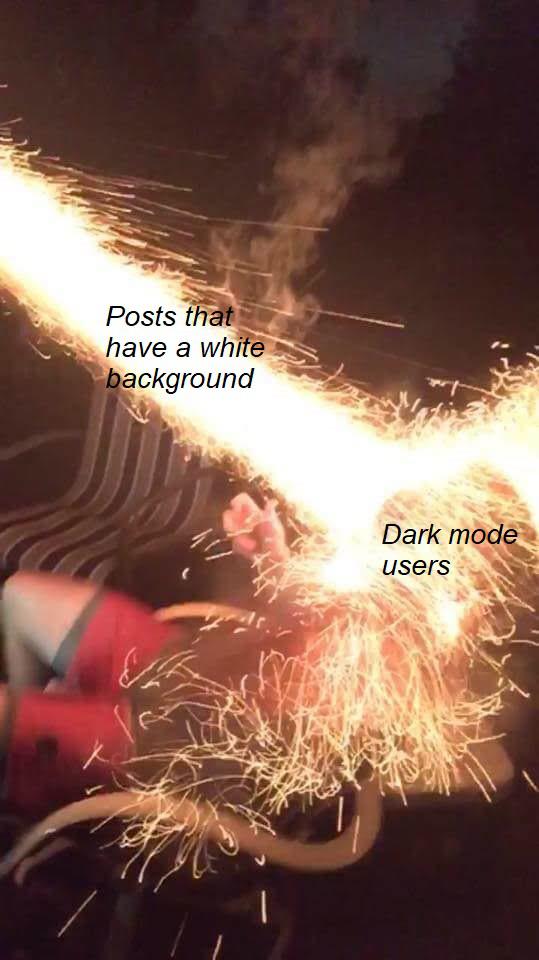 Posts that
have a white
background
Dark mode
users